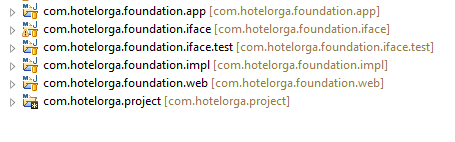 com.hotelorga.foundation.app [com.hotelorga.foundation.app]
com.hotelorga.foundation.iface [com.hotelorga.foundation.iface]
com.hotelorga.foundation.iface.test [com.hotelorga.foundation.iface.test]
com.hotelorga.foundation.impl [com.hotelorga.foundation.impl]
com.hotelorga.foundation.web [com.hotelorga.foundation.web]
com.hotelorga.project [com.hotelorga.project]